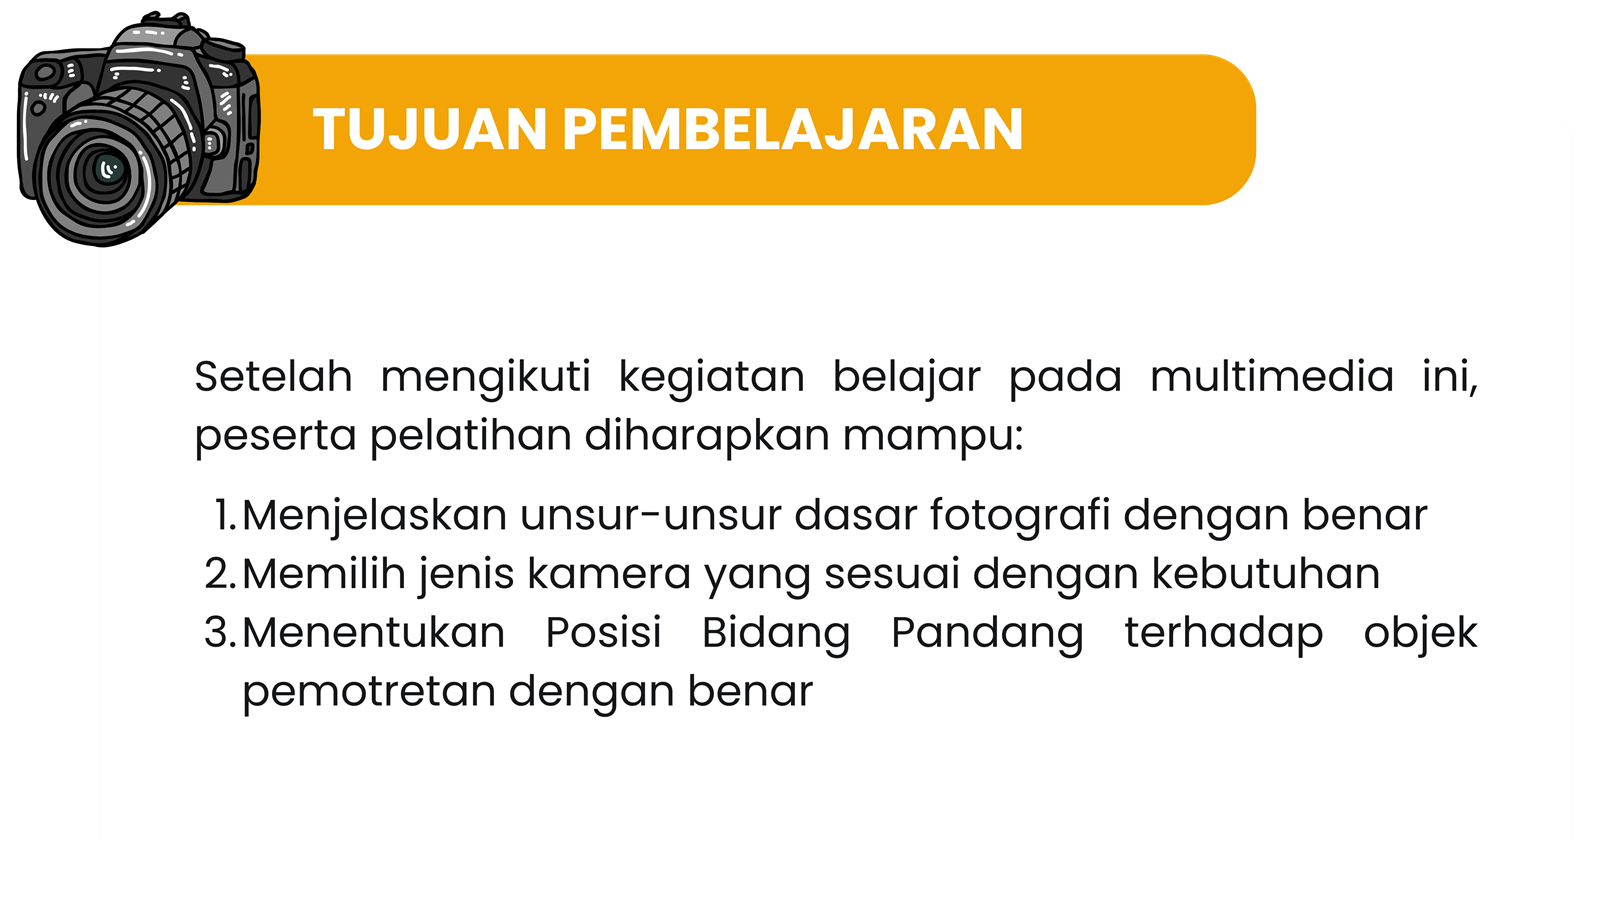 TUJUAN PEMBELAJARAN
Setelah mengikuti kegiatan belajar pada multimedia ini,
peserta pelatihan diharapkan mampu:
1. Menjelaskan unsur-unsur dasar fotografi dengan benar
2. Memilih jenis kamera yang sesuai dengan kebutuhan
3. Menentukan Posisi Bidang Pandang terhadap objek
pemotretan dengan benar